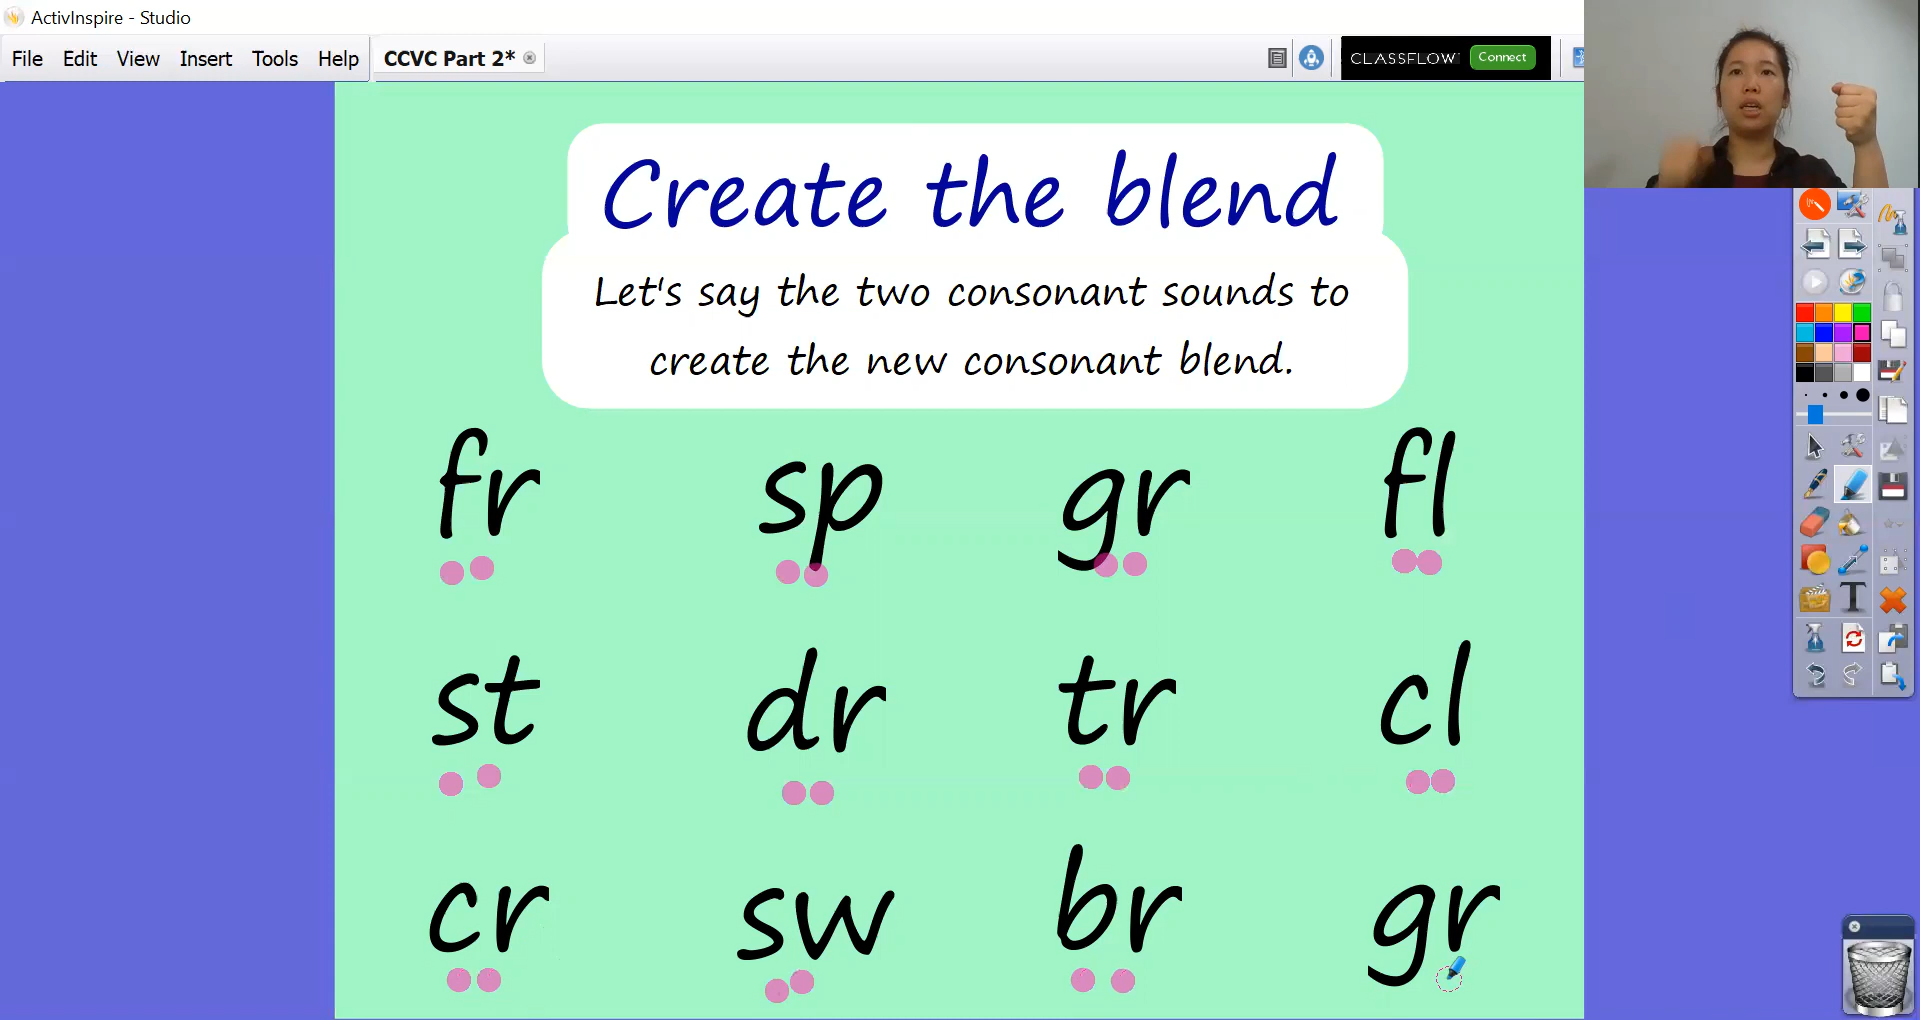 ActivInspire - Studio
File Edit View Insert Tools Help CCVC Part 2* CLASSFLOW Connect
Create the blend
Let's say the two consonant sounds to
create the new consonant blend.
fr sp gr fl
st dr tr cl
cr sw br gr